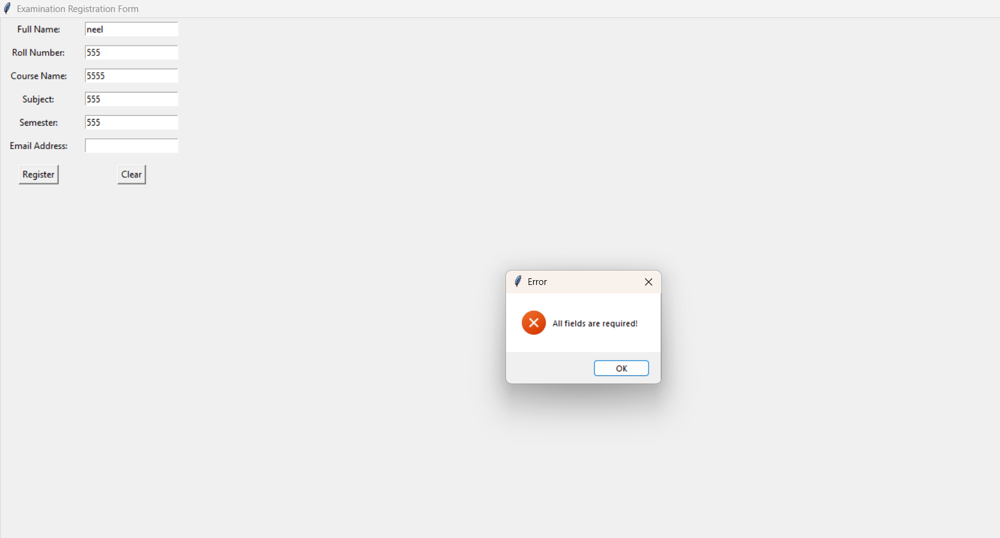 Examination Registration Form
Full Name: neel
Roll Number: 555
Course Name: 5555
Subject: 555
Semester: 555
Email Address:
Register Clear
Error
All fields are required!
OK